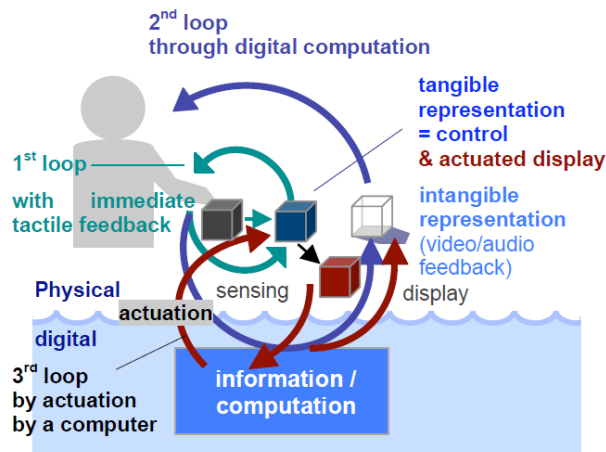 2nd loop
through digital computation
tangible
representation
= control
& actuated display
1st loop
with immediate
tactile feedback
intangible
representation
(video/audio
feedback)
Physical
sensing
display
actuation
digital
3rd loop
by actuation
by a computer
information /
computation